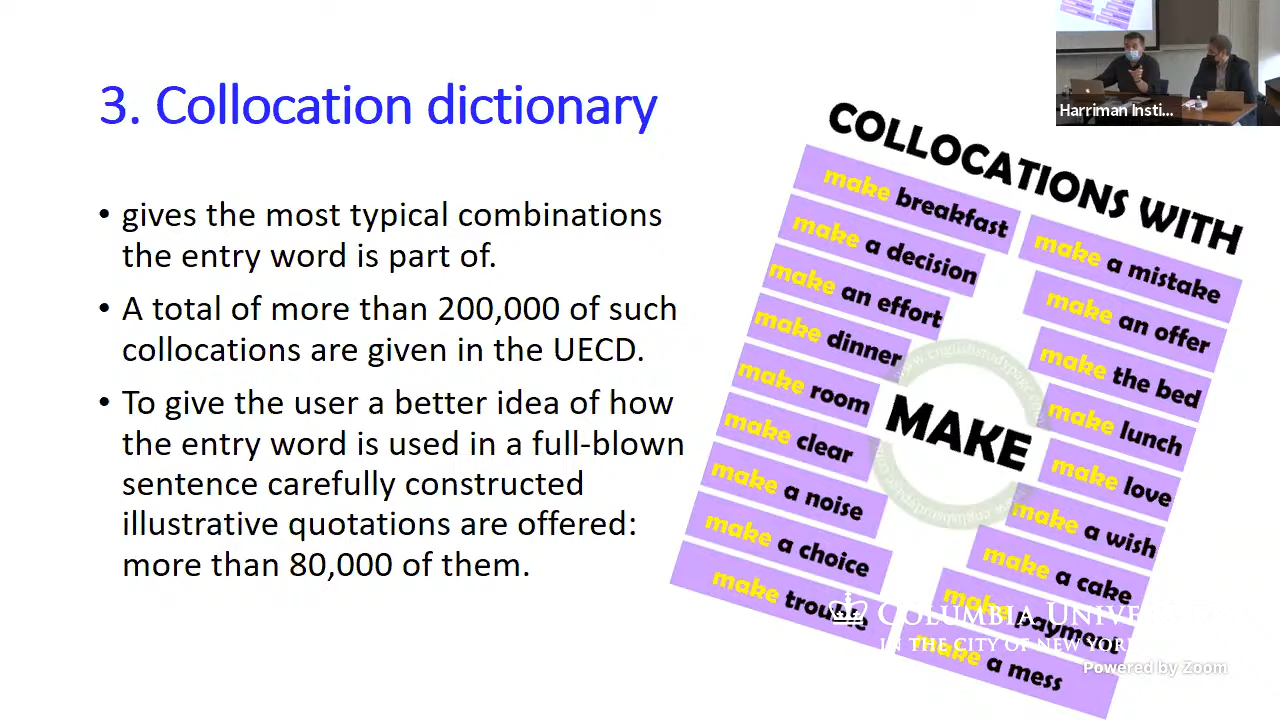 3. Collocation dictionary
• gives the most typical combinations
the entry word is part of.
• A total of more than 200,000 of such
collocations are given in the UECD.
• To give the user a better idea of how
the entry word is used in a full-blown
sentence carefully constructed
illustrative quotations are offered:
more than 80,000 of them.
COLLOCATIONS WITH
MAKE
make breakfast
make a decision
make an effort
make dinner
make room
make clear
make a noise
make a choice
make trouble
make a mistake
make an offer
make the bed
make lunch
make love
make a wish
make a cake
make payment
make a mess
Harriman Insti...
COLUMBIA
IN THE CITY OF NEW YORK
Powered by Zoom